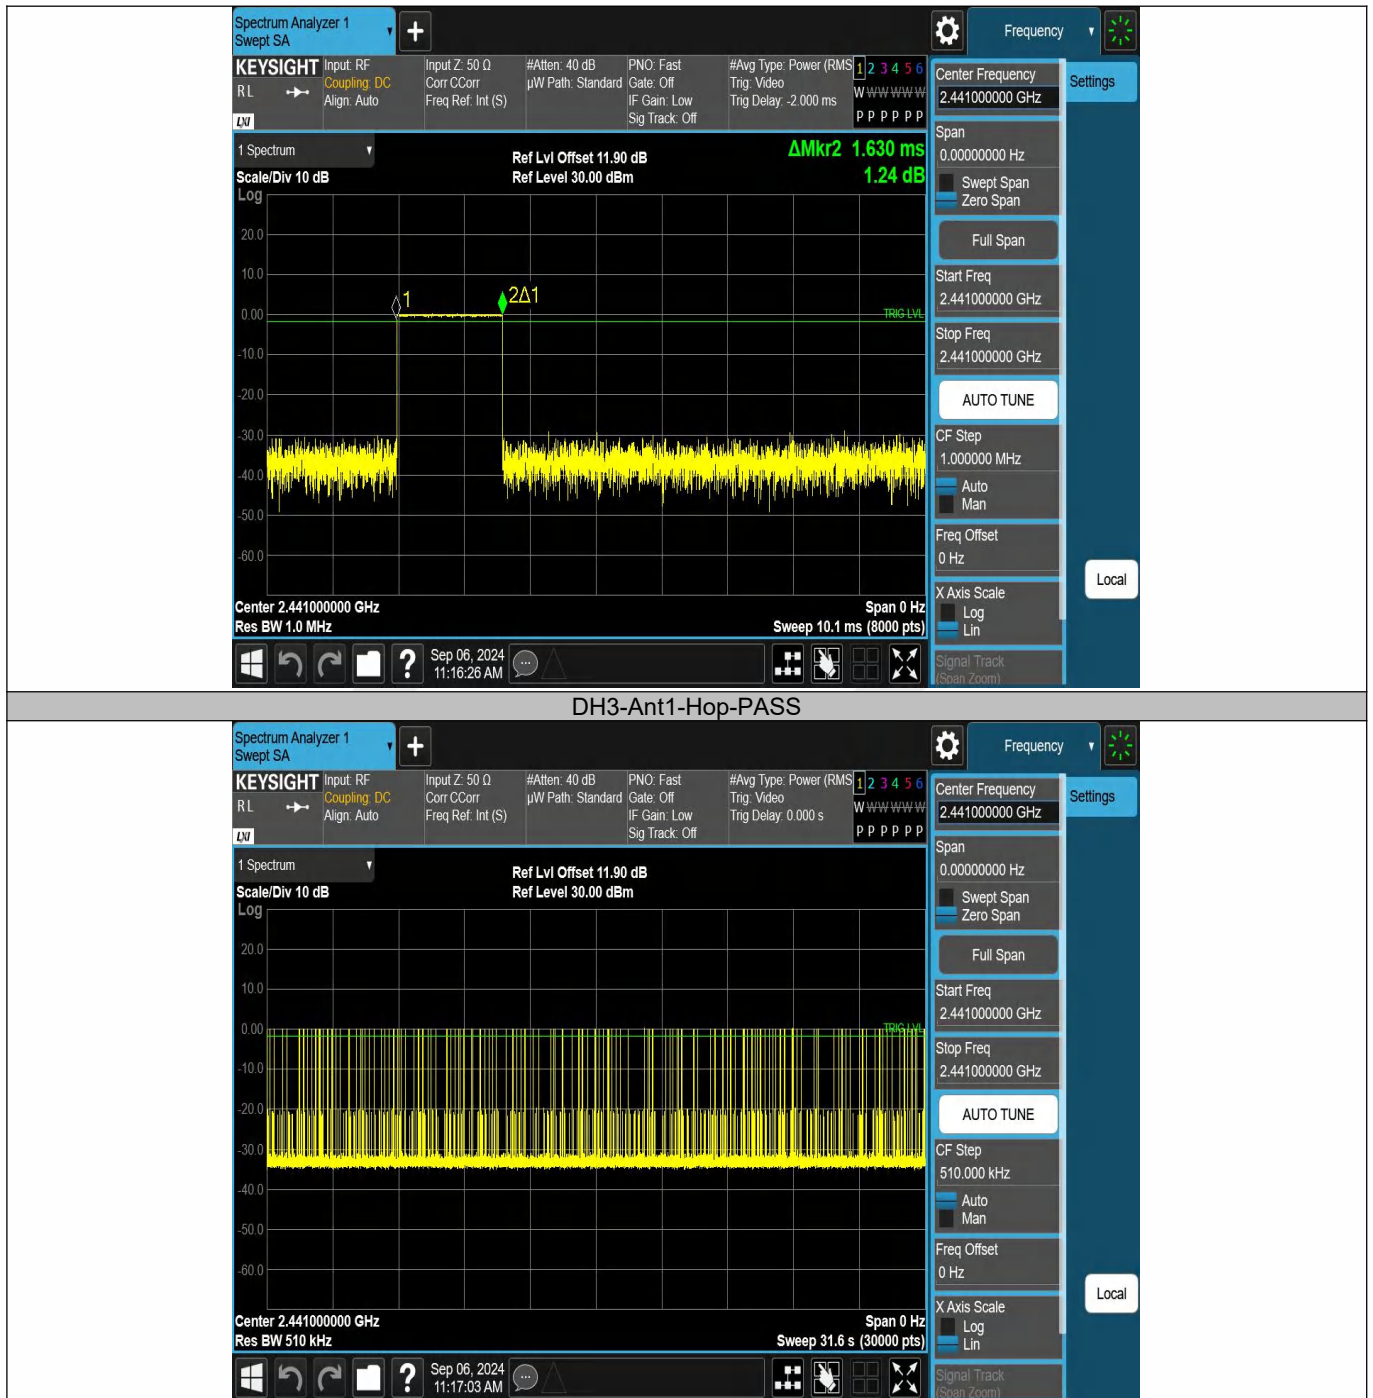 Spectrum Analyzer 1
Swept SA
Frequency
KEYSIGHT
RL
LXI
Input: RF
Coupling: DC
Align: Auto
Input Z: 50 Ω
Corr CCorr
Freq Ref: Int (S)
#Atten: 40 dB
µW Path: Standard
PNO: Fast
Gate: Off
IF Gain: Low
Sig Track: Off
#Avg Type: Power (RMS
Trig: Video
Trig Delay: -2.000 ms
1 2 3 4 5 6
W W W W W W
P P P P P P
Center Frequency
2.441000000 GHz
Settings
Span
0.00000000 Hz
Swept Span
Zero Span
Full Span
Start Freq
2.441000000 GHz
Stop Freq
2.441000000 GHz
AUTO TUNE
CF Step
1.000000 MHz
Auto
Man
Freq Offset
0 Hz
X Axis Scale
Log
Lin
Signal Track
(Span Zoom)
Local
1 Spectrum
Scale/Div 10 dB
Ref Lvl Offset 11.90 dB
Ref Level 30.00 dBm
ΔMkr2 1.630 ms
1.24 dB
Log
20.0
10.0
0.00
-10.0
-20.0
-30.0
-40.0
-50.0
-60.0
1
2Δ1
TRIG LVL
Center 2.441000000 GHz
Res BW 1.0 MHz
Span 0 Hz
Sweep 10.1 ms (8000 pts)
Sep 06, 2024
11:16:26 AM
DH3-Ant1-Hop-PASS
Spectrum Analyzer 1
Swept SA
Frequency
KEYSIGHT
RL
LXI
Input: RF
Coupling: DC
Align: Auto
Input Z: 50 Ω
Corr CCorr
Freq Ref: Int (S)
#Atten: 40 dB
µW Path: Standard
PNO: Fast
Gate: Off
IF Gain: Low
Sig Track: Off
#Avg Type: Power (RMS
Trig: Video
Trig Delay: 0.000 s
1 2 3 4 5 6
W W W W W W
P P P P P P
Center Frequency
2.441000000 GHz
Settings
Span
0.00000000 Hz
Swept Span
Zero Span
Full Span
Start Freq
2.441000000 GHz
Stop Freq
2.441000000 GHz
AUTO TUNE
CF Step
510.000 kHz
Auto
Man
Freq Offset
0 Hz
X Axis Scale
Log
Lin
Signal Track
(Span Zoom)
Local
1 Spectrum
Scale/Div 10 dB
Ref Lvl Offset 11.90 dB
Ref Level 30.00 dBm
Log
20.0
10.0
0.00
-10.0
-20.0
-30.0
-40.0
-50.0
-60.0
TRIG LVL
Center 2.441000000 GHz
Res BW 510 kHz
Span 0 Hz
Sweep 31.6 s (30000 pts)
Sep 06, 2024
11:17:03 AM